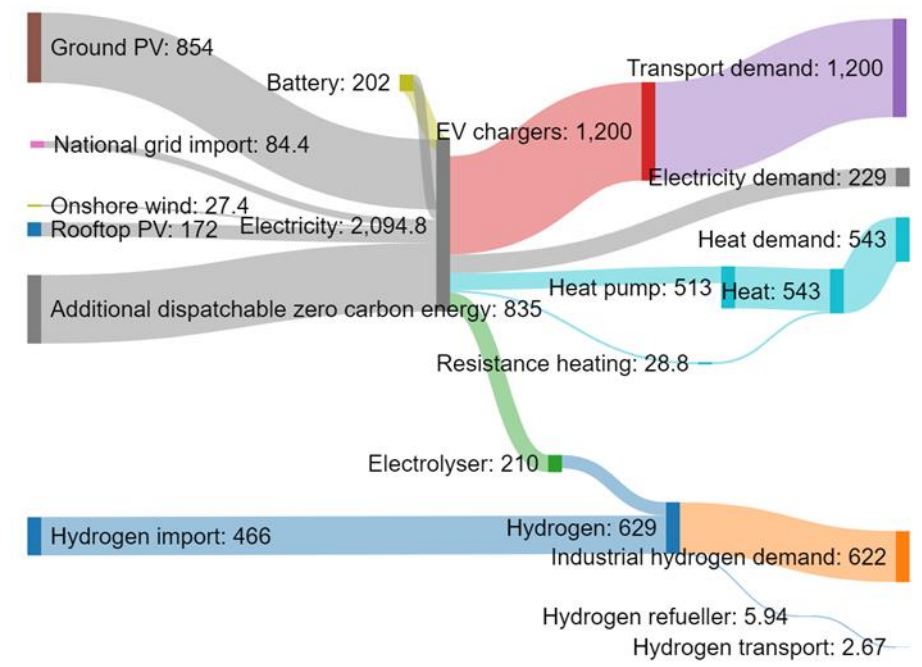 Ground PV: 854
Transport demand: 1,200
Battery: 202
EV chargers: 1,200
National grid import: 84.4
Electricity demand: 229
Onshore wind: 27.4
Rooftop PV: 172
Electricity: 2,094.8
Heat demand: 543
Heat pump: 513
Heat: 543
Additional dispatchable zero carbon energy: 835
Resistance heating: 28.8
Electrolyser: 210
Hydrogen import: 466
Hydrogen: 629
Industrial hydrogen demand: 622
Hydrogen refueller: 5.94
Hydrogen transport: 2.67